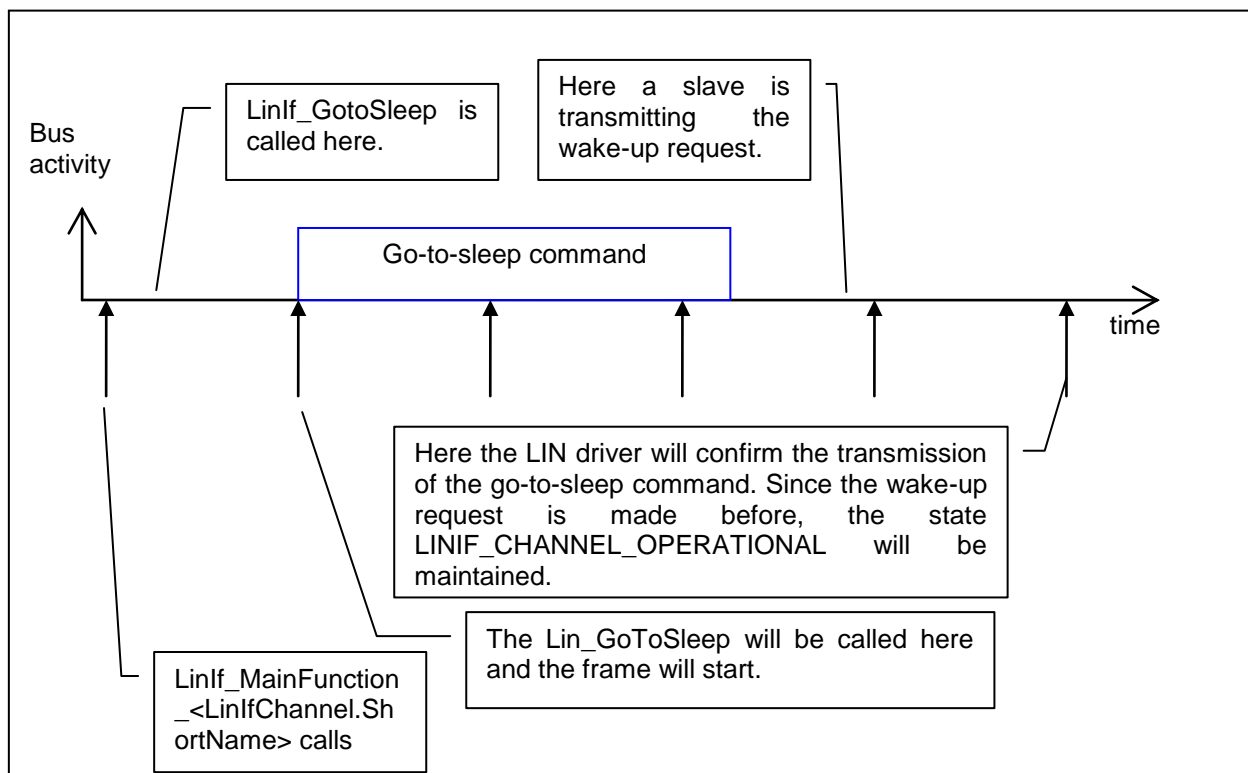 LinIf_GotoSleep is
called here.
Here a slave is
transmitting the
wake-up request.
Bus
activity
Go-to-sleep command
time
Here the LIN driver will confirm the transmission
of the go-to-sleep command. Since the wake-up
request is made before, the state
LINIF_CHANNEL_OPERATIONAL will be
maintained.
The Lin_GoToSleep will be called here
and the frame will start.
LinIf_MainFunction
_<LinIfChannel.Sh
ortName> calls